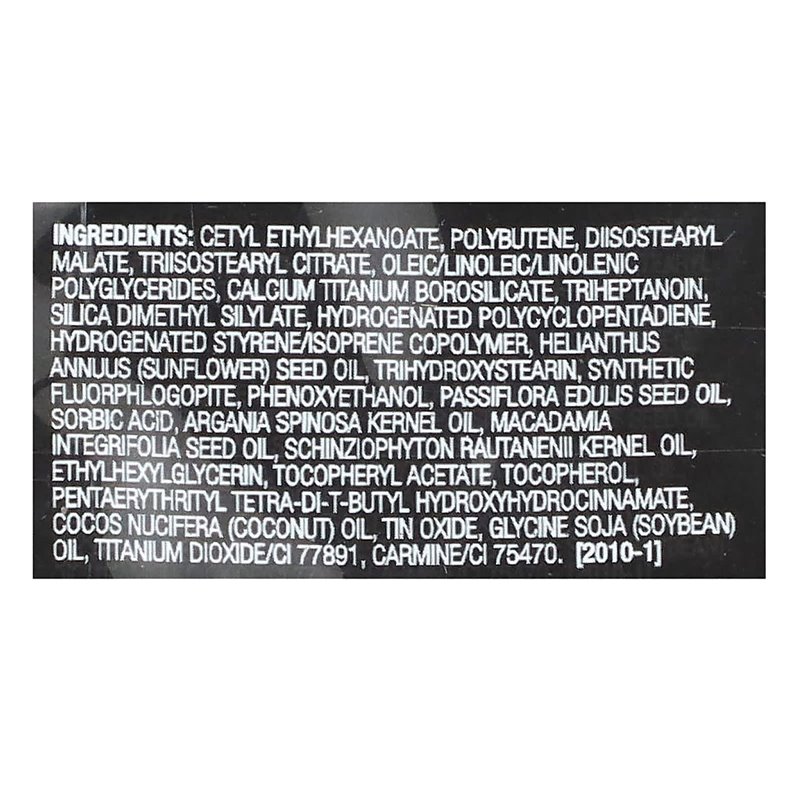 INGREDIENTS: CETYL ETHYLHEXANOATE, POLYBUTENE, DIISOSTEARYL
MALATE, TRIISOSTEARYL CITRATE, OLEIC/LINOLEIC/LINOLENIC
POLYGLYCERIDES, CALCIUM TITANIUM BOROSILICATE, TRIHEPTANOIN,
SILICA DIMETHYL SILYLATE, HYDROGENATED POLYCYCLOPENTADIENE,
HYDROGENATED STYRENE/ISOPRENE COPOLYMER, HELIANTHUS
ANNUUS (SUNFLOWER) SEED OIL, TRIHYDROXYSTEARIN, SYNTHETIC
FLUORPHLOGOPITE, PHENOXYETHANOL, PASSIFLORA EDULIS SEED OIL,
SORBIC ACID, ARGANIA SPINOSA KERNEL OIL, MACADAMIA
INTEGRIFOLIA SEED OIL, SCHINZIOPHYTON RAUTANENII KERNEL OIL,
ETHYLHEXYLGLYCERIN, TOCOPHERYL ACETATE, TOCOPHEROL,
PENTAERYTHRITYL TETRA-DI-T-BUTYL HYDROXYHYDROCINNAMATE,
COCOS NUCIFERA (COCONUT) OIL, TIN OXIDE, GLYCINE SOJA (SOYBEAN)
OIL, TITANIUM DIOXIDE/CI 77891, CARMINE/CI 75470. [2010-1]